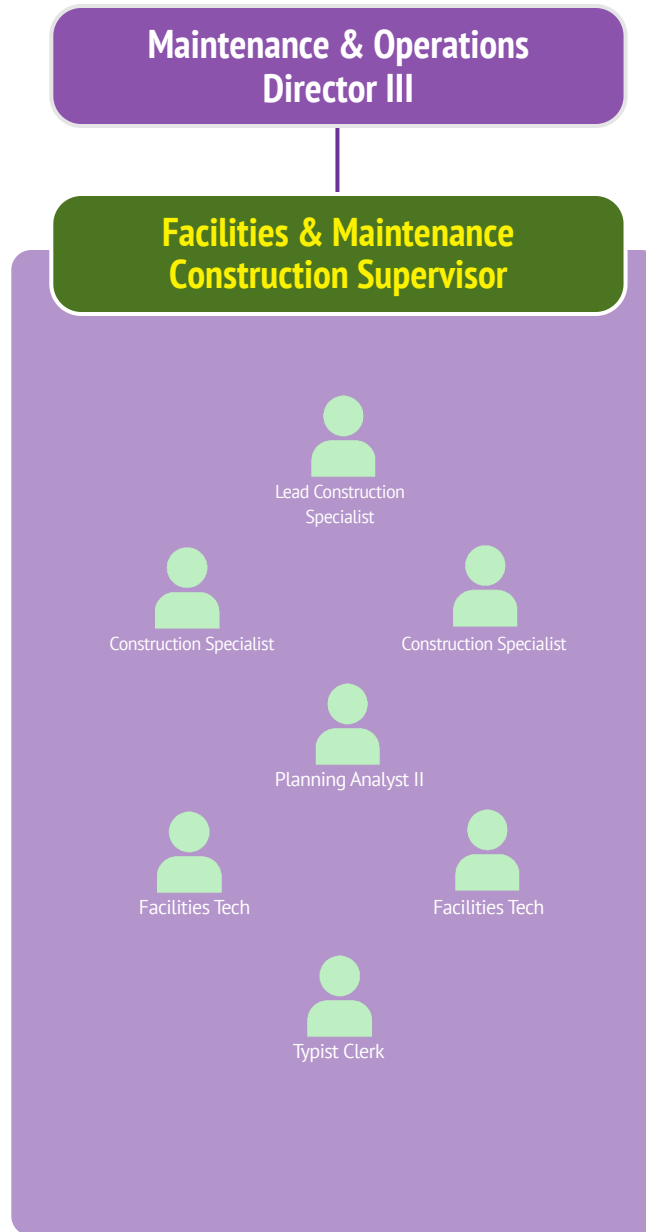 Maintenance & Operations
Director III
Facilities & Maintenance
Construction Supervisor
Lead Construction
Specialist
Construction Specialist
Construction Specialist
Planning Analyst II
Facilities Tech
Facilities Tech
Typist Clerk